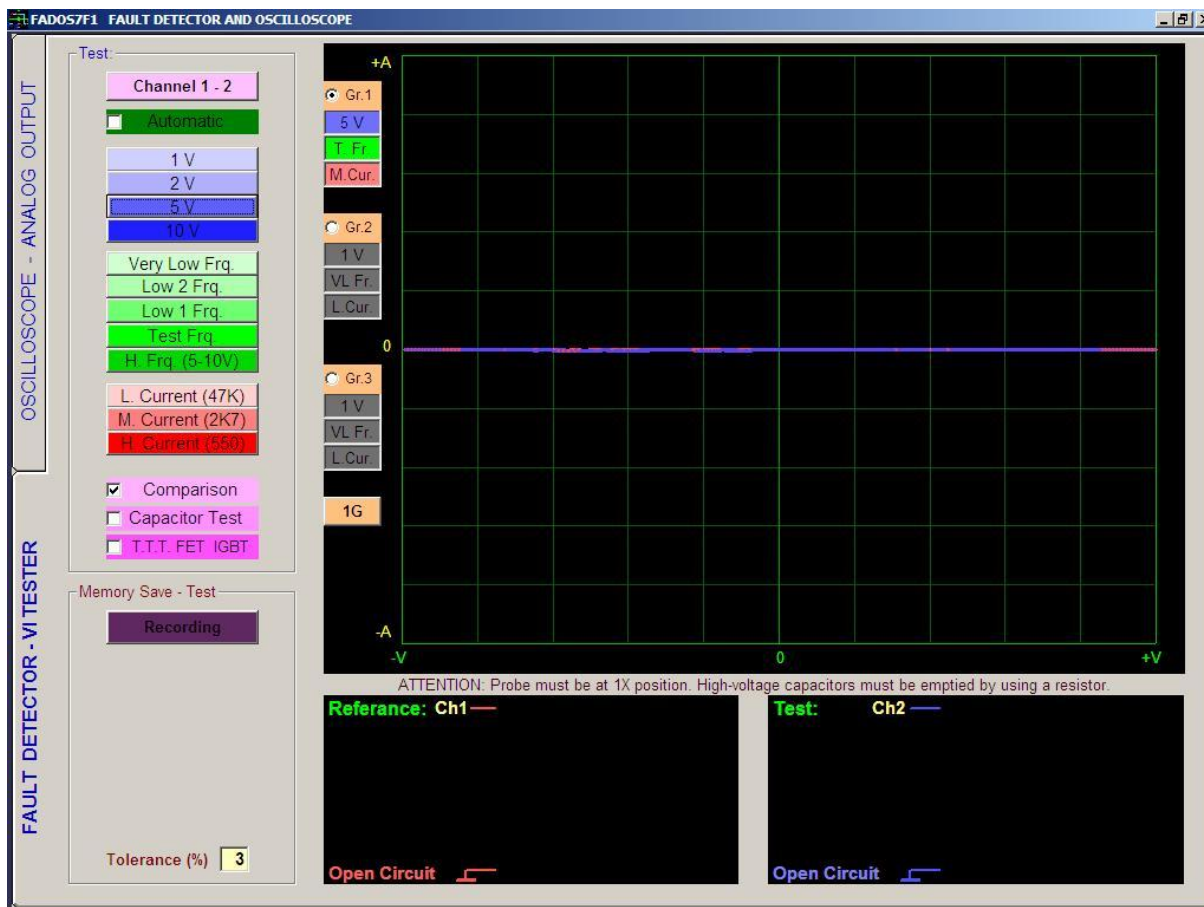 FADOS7F1 FAULT DETECTOR AND OSCILLOSCOPE
OSCILLOSCOPE - ANALOG OUTPUT
FAULT DETECTOR - VI TESTER
Test:
Channel 1 - 2
Automatic
1 V
2 V
5 V
10 V
Very Low Frq.
Low 2 Frq.
Low 1 Frq.
Test Frq.
H. Frq. (5-10V)
L. Current (47K)
M. Current (2K7)
H. Current (550)
Comparison
Capacitor Test
T.T.T. FET IGBT
Memory Save - Test
Recording
Tolerance (%) 3
Gr.1
5 V
T. Fr.
M.Cur.
Gr.2
1 V
VL Fr.
L.Cur.
Gr.3
1 V
VL Fr.
L.Cur.
1G
+A
0
-A
-V 0 +V
ATTENTION: Probe must be at 1X position. High-voltage capacitors must be emptied by using a resistor.
Referance: Ch1
Open Circuit
Test: Ch2
Open Circuit